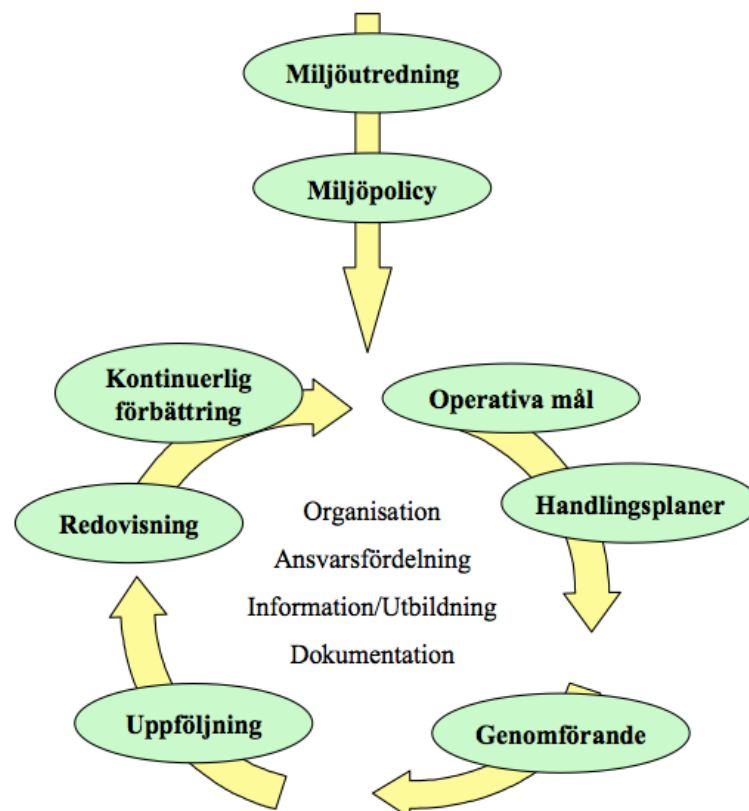 Miljöutredning
Miljöpolicy
Kontinuerlig
förbättring
Operativa mål
Handlingsplaner
Redovisning
Organisation
Ansvarsfördelning
Information/Utbildning
Dokumentation
Uppföljning
Genomförande